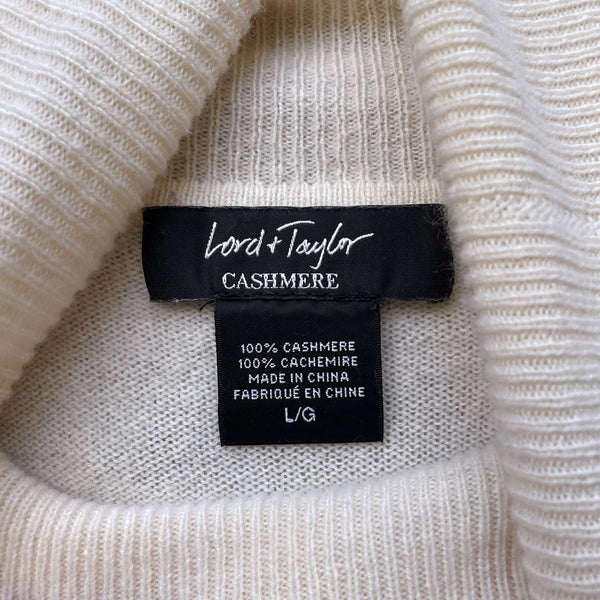 Lord + Taylor
CASHMERE
100% CASHMERE
100% CACHEMIRE
MADE IN CHINA
FABRIQUÉ EN CHINE
L/G